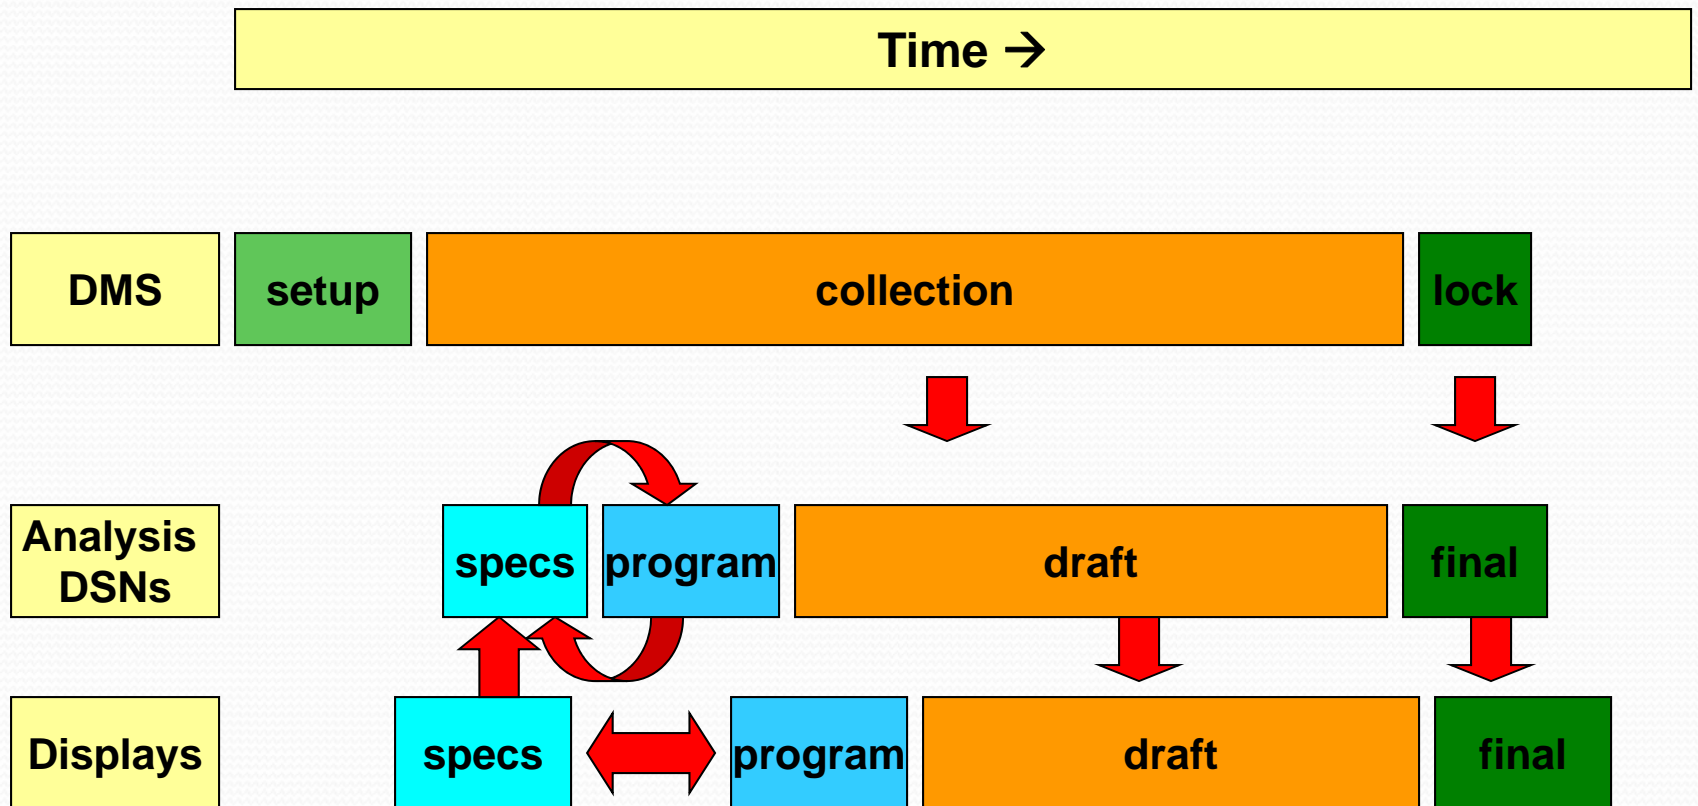 Time →
DMS
setup
collection
lock
Analysis
DSNs
specs
program
draft
final
Displays
specs
program
draft
final